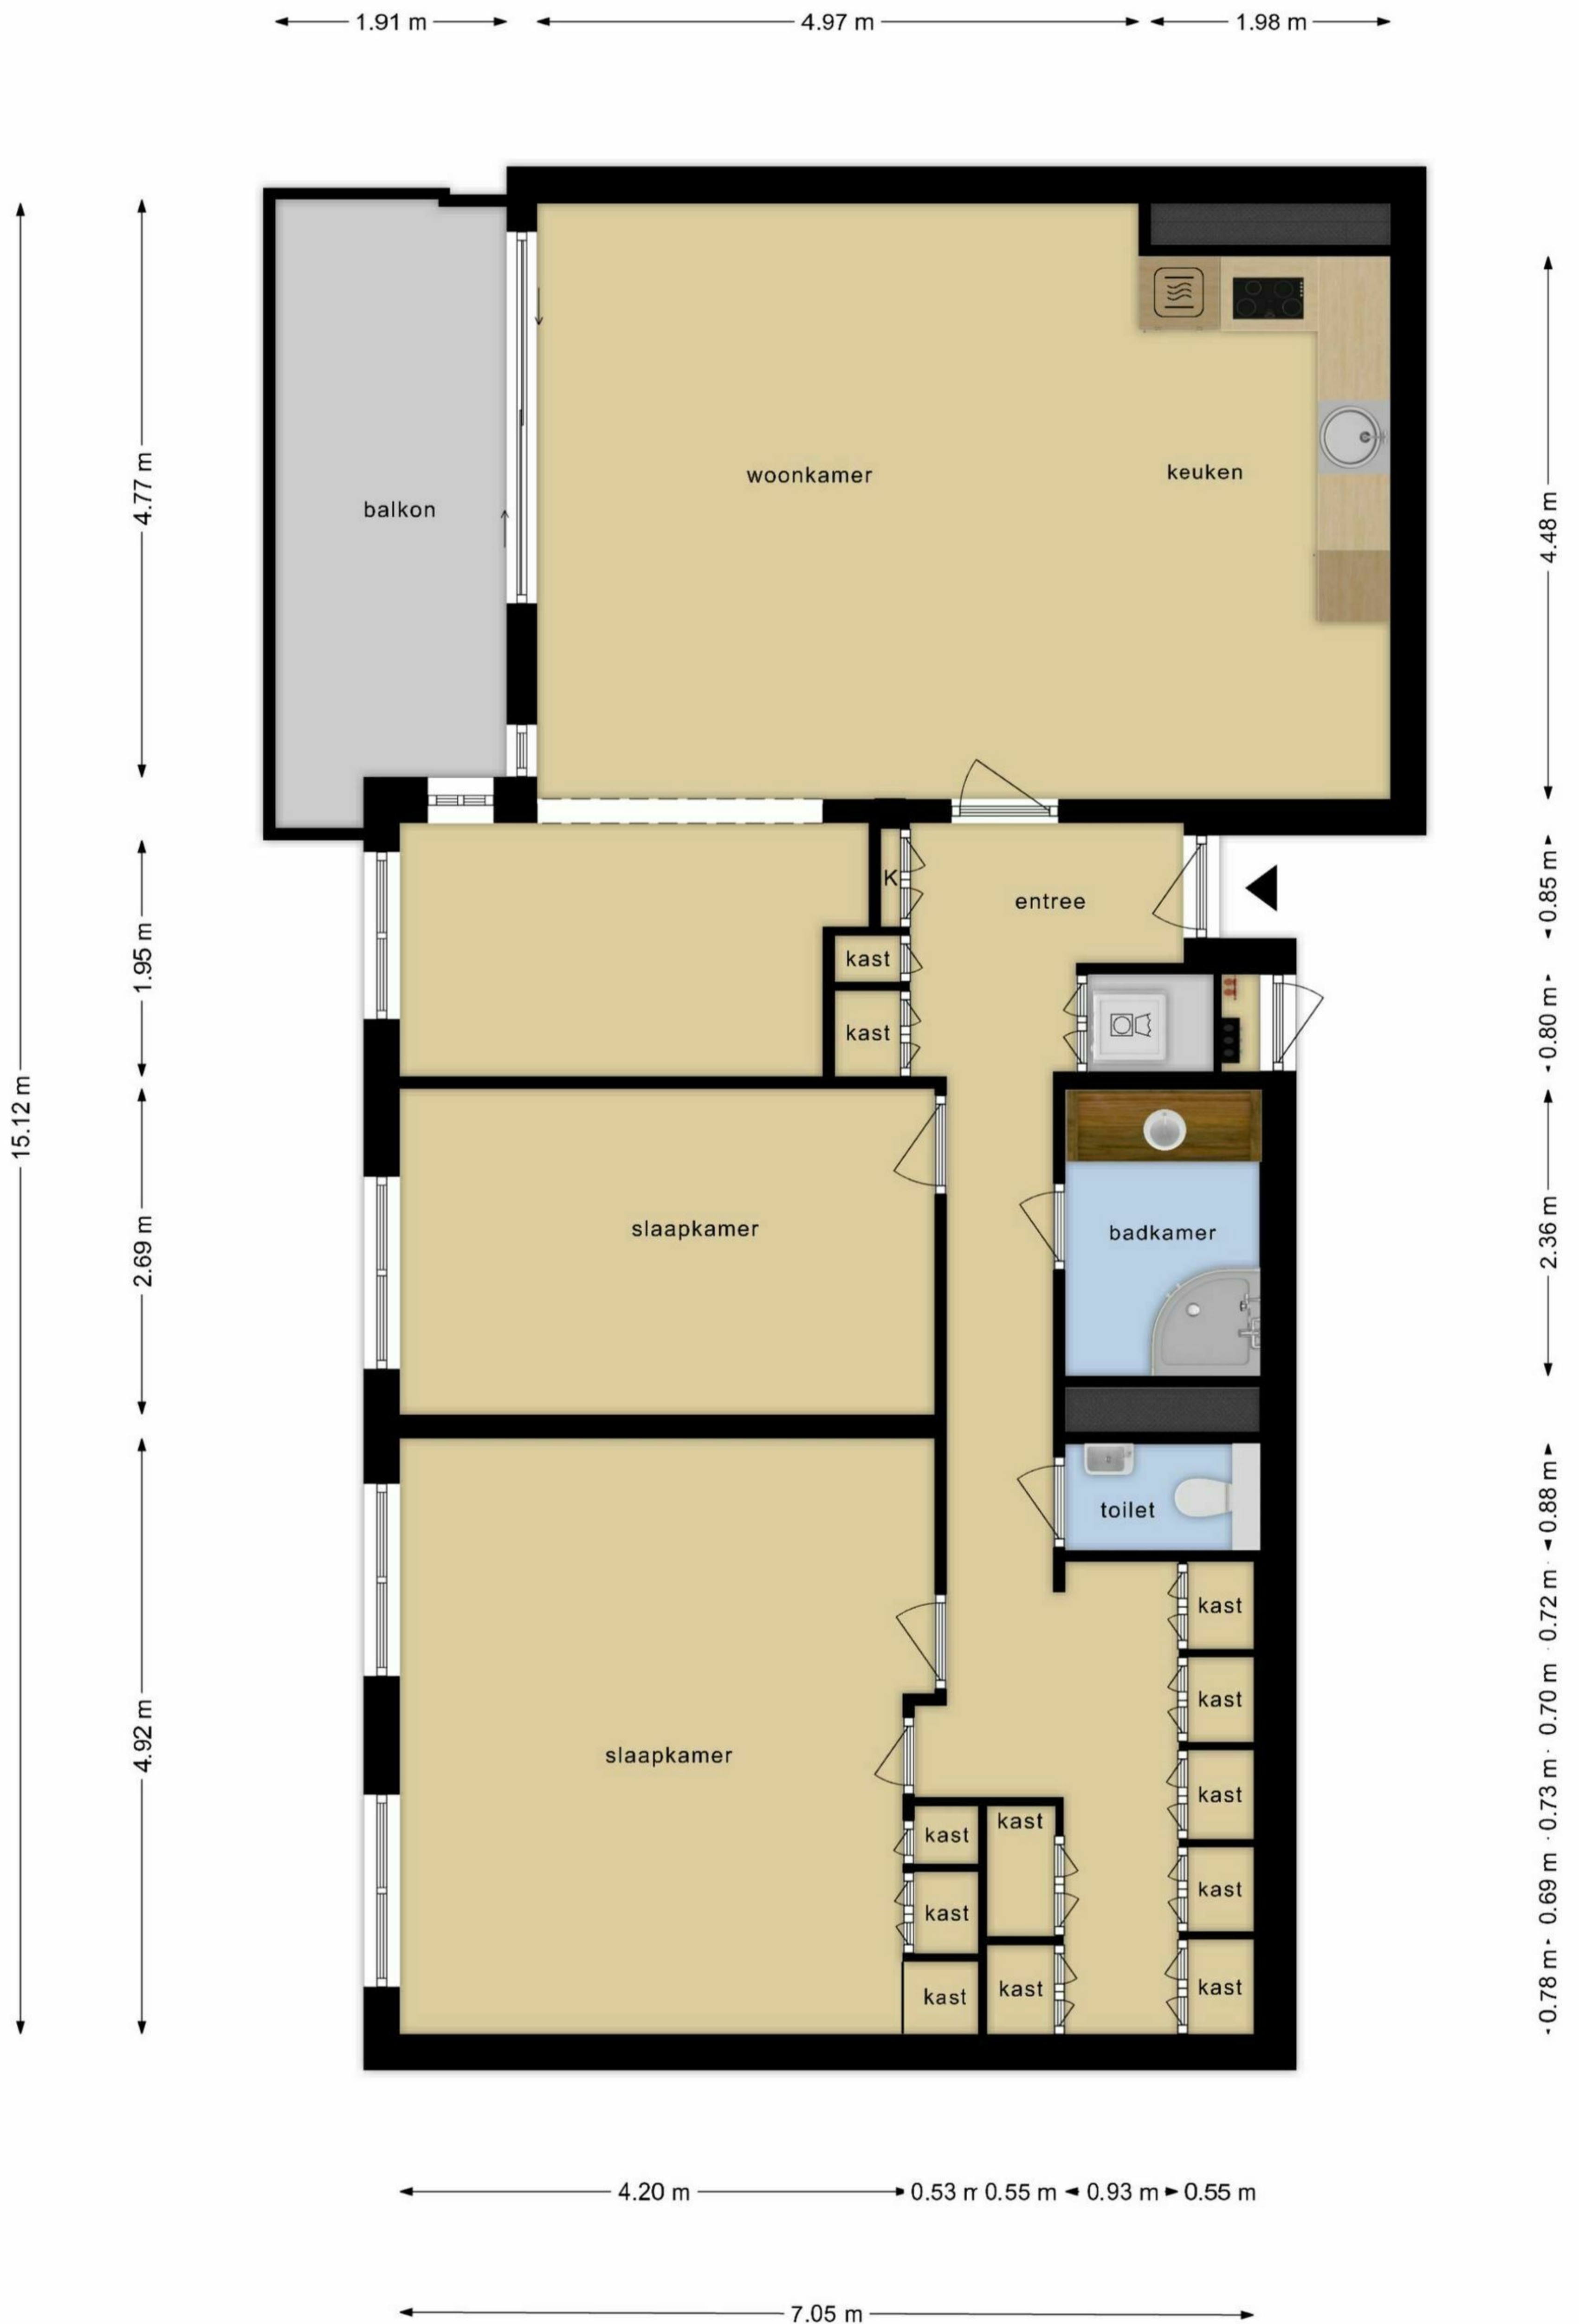 1.91 m
4.97 m
1.98 m
15.12 m
4.77 m
1.95 m
2.69 m
4.92 m
balkon
woonkamer
keuken
K
entree
kast
kast
slaapkamer
badkamer
toilet
slaapkamer
kast
kast
kast
kast
kast
kast
kast
kast
kast
kast
4.48 m
0.85 m
0.80 m
2.36 m
0.88 m
0.72 m
0.70 m
0.73 m
0.69 m
0.78 m
4.20 m
0.53 m
0.55 m
0.93 m
0.55 m
7.05 m